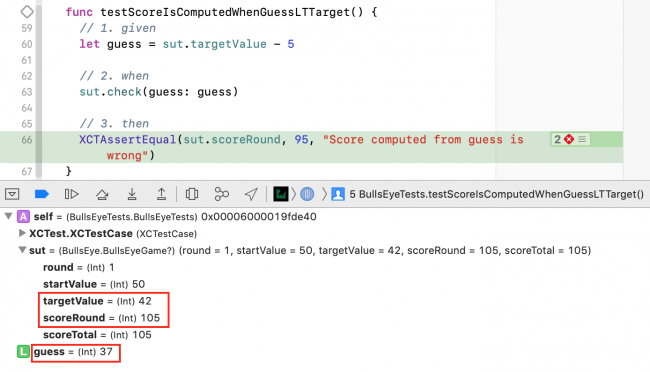 func testScoreIsComputedWhenGuessLTTarget() {
59 // 1. given
60 let guess = sut.targetValue - 5
61
62 // 2. when
63 sut.check(guess: guess)
64
65 // 3. then
66 XCTAssertEqual(sut.scoreRound, 95, "Score computed from guess is 2
wrong")
67 }
5 BullsEyeTests.testScoreIsComputedWhenGuessLTTarget()
A self = (BullsEyeTests.BullsEyeTests) 0x00006000019fde40
XCTest.XCTestCase (XCTestCase)
sut = (BullsEye.BullsEyeGame?) (round = 1, startValue = 50, targetValue = 42, scoreRound = 105, scoreTotal = 105)
round = (Int) 1
startValue = (Int) 50
targetValue = (Int) 42
scoreRound = (Int) 105
scoreTotal = (Int) 105
L guess = (Int) 37